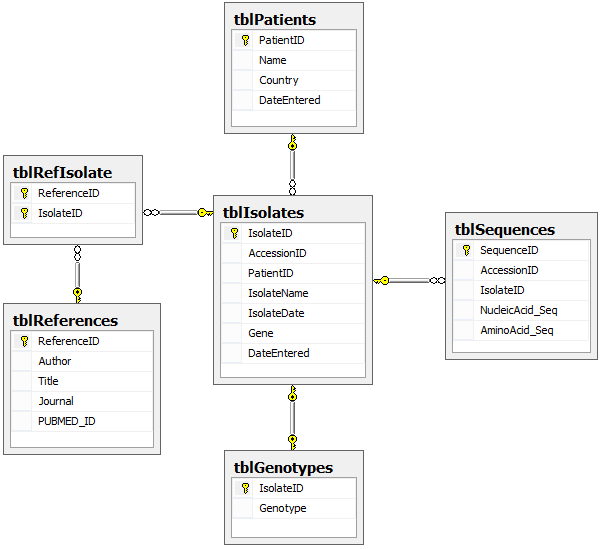 tblPatients
PatientID
Name
Country
DateEntered
tblRefIsolate
ReferenceID
IsolateID
tblIsolates
IsolateID
AccessionID
PatientID
IsolateName
IsolateDate
Gene
DateEntered
tblSequences
SequenceID
AccessionID
IsolateID
NucleicAcid_Seq
AminoAcid_Seq
tblReferences
ReferenceID
Author
Title
Journal
PUBMED_ID
tblGenotypes
IsolateID
Genotype